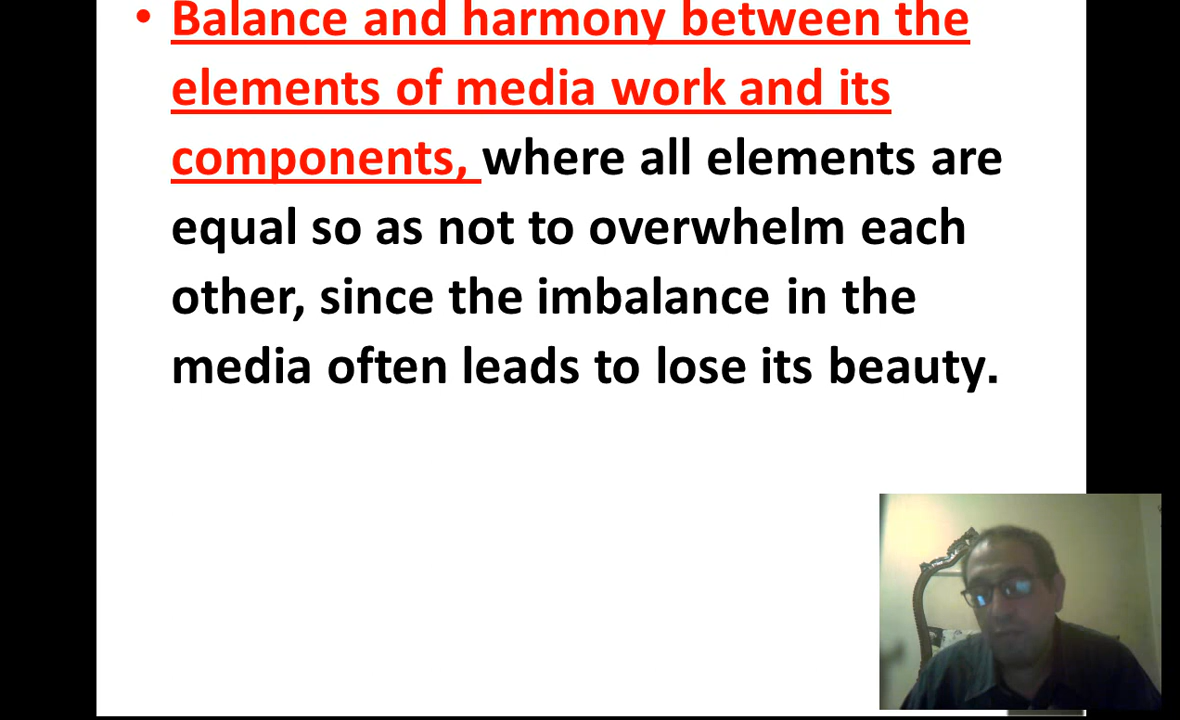 • Balance and harmony between the
elements of media work and its
components, where all elements are
equal so as not to overwhelm each
other, since the imbalance in the
media often leads to lose its beauty.